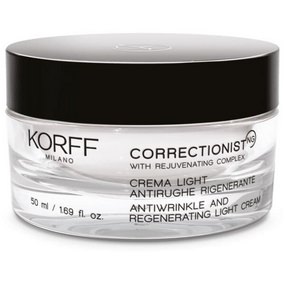 KORFF
MILANO
50 ml / 1.69 fl. oz.
CORRECTIONIST
WITH REJUVENATING COMPLEX
CREMA LIGHT
ANTIRUGHE RIGENERANTE
ANTIWRINKLE AND
REGENERATING LIGHT CREAM